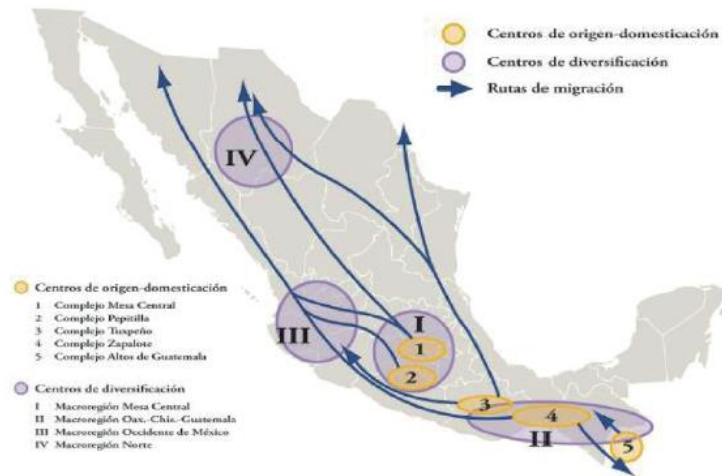 Centros de origen-domesticación
Centros de diversificación
Rutas de migración
IV
III
I
1
2
3
4
II
5
Centros de origen-domesticación
1 Complejo Mesa Central
2 Complejo Pepitilla
3 Complejo Tuxpeño
4 Complejo Zapalote
5 Complejo Altos de Guatemala
Centros de diversificación
I Macroregión Mesa Central
II Macroregión Oax.-Chis.-Guatemala
III Macroregión Occidente de México
IV Macroregión Norte